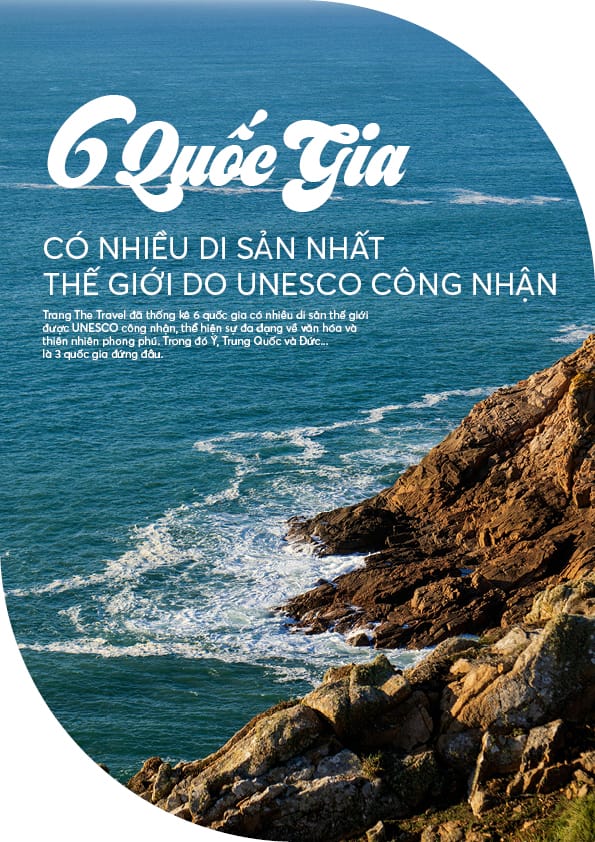 6 Quốc Gia
CÓ NHIỀU DI SẢN NHẤT
THẾ GIỚI DO UNESCO CÔNG NHẬN
Trang The Travel đã thống kê 6 quốc gia có nhiều di sản thế giới
được UNESCO công nhận, thể hiện sự đa dạng về văn hóa và
thiên nhiên phong phú. Trong đó Ý, Trung Quốc và Đức...
là 3 quốc gia đứng đầu.